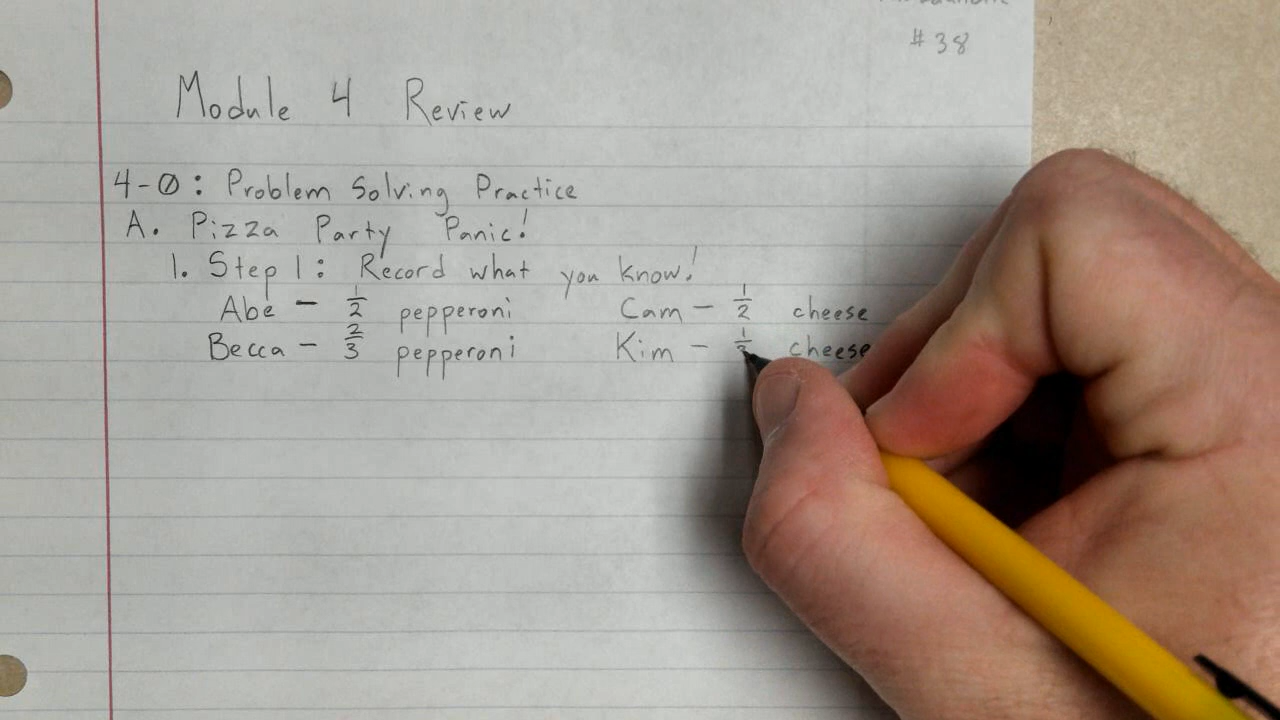 # 38
Module 4 Review
4-0: Problem Solving Practice
A. Pizza Party Panic!
1. Step 1: Record what you know!
Abe - 1/2 pepperoni Cam - 1/2 cheese
Becca - 2/3 pepperoni Kim - cheese